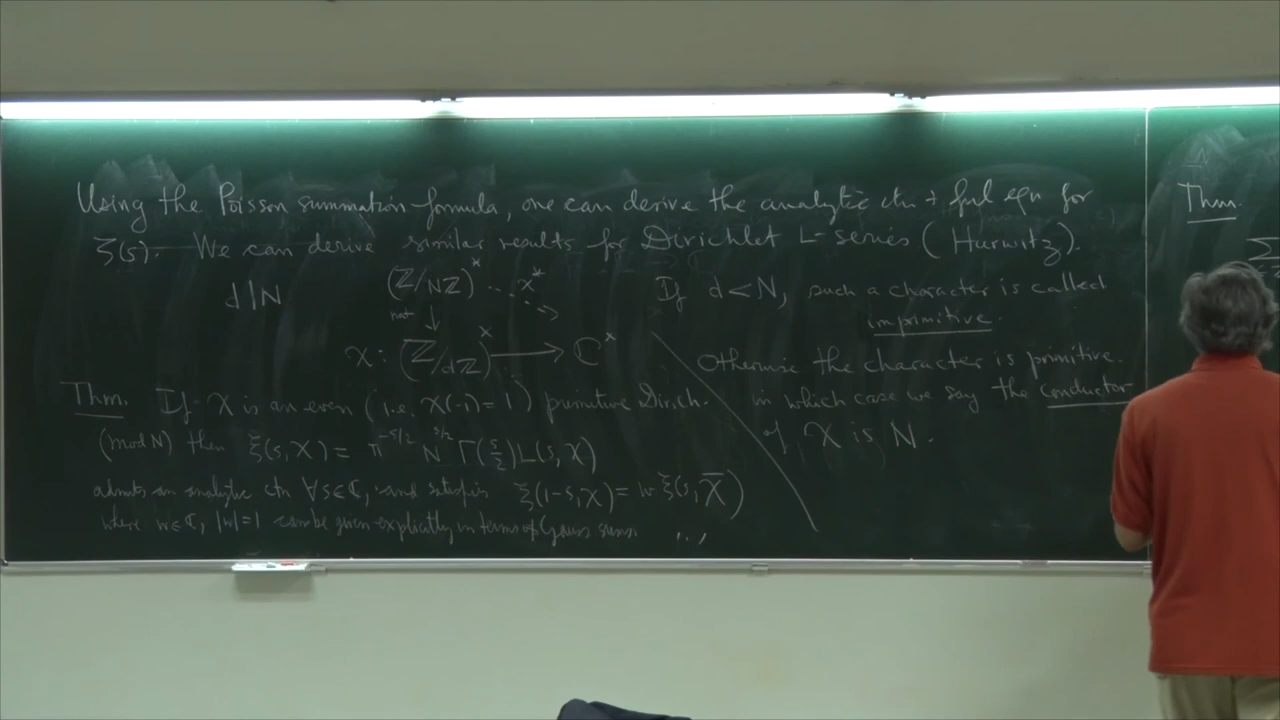 Using the Poisson summation formula, one can derive the analytic ctn + fnl eqn for
ζ(s). We can derive similar results for Dirichlet L-series (Hurwitz).
d|N
(ℤ/Nℤ)^* ... χ^*
nat ↓
χ: (ℤ/dℤ)^× → ℂ^×
If d < N, such a character is called
imprimitive.
Otherwise the character is primitive.
in which case we say the conductor
of χ is N.
Thm. If χ is an even (i.e. χ(-1) = 1) primitive Dirich.
(mod N) then ξ(s, χ) = π^{-s/2} N^{s/2} Γ(s/2) L(s, χ)
admits an analytic ctn ∀s∈ℂ, and satisfies ξ(1-s, χ) = w ξ(s, χ̄)
where w∈ℂ, |w|=1 can be given explicitly in terms of Gauss sums. ...
Thm.
Σ